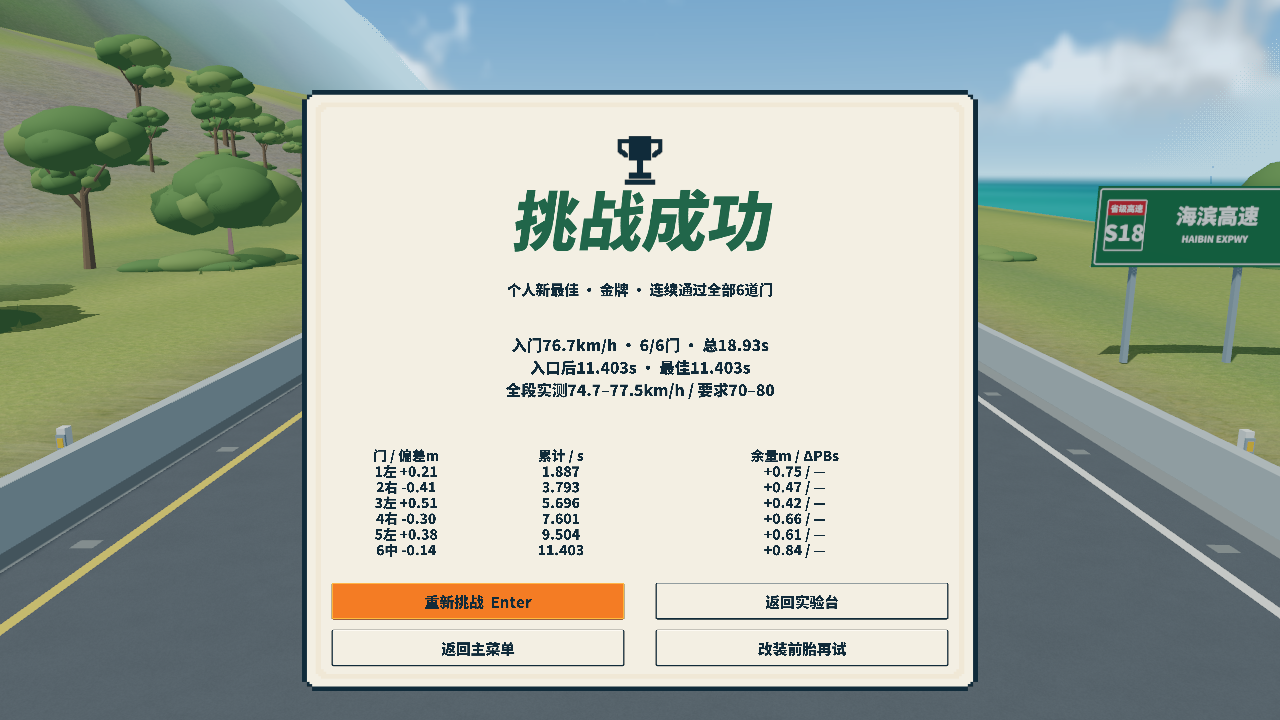 挑战成功
个人新最佳 • 金牌 • 连续通过全部6道门
入门76.7km/h • 6/6门 • 总18.93s
入口后11.403s • 最佳11.403s
全段实测74.7–77.5km/h / 要求70–80
门 / 偏差m 累计 / s 余量m / ΔPBs
1左 +0.21 1.887 +0.75 / —
2右 -0.41 3.793 +0.47 / —
3左 +0.51 5.696 +0.42 / —
4右 -0.30 7.601 +0.66 / —
5左 +0.38 9.504 +0.61 / —
6中 -0.14 11.403 +0.84 / —
重新挑战 Enter
返回实验台
返回主菜单
改装前胎再试
省级高速
S18
海滨高速
HAIBIN EXPWY